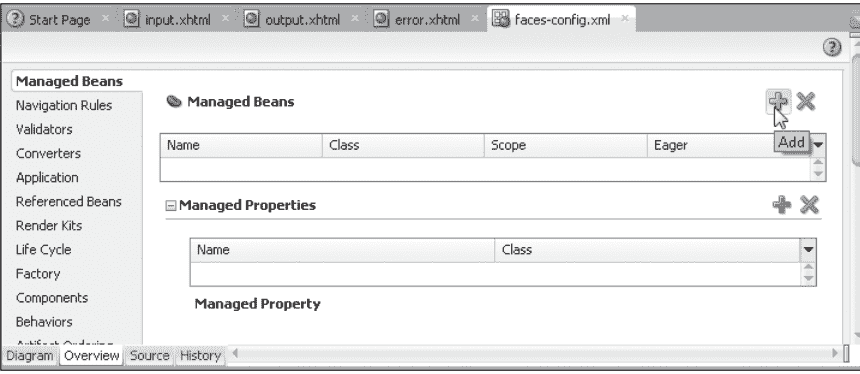 Start Page input.xhtml output.xhtml error.xhtml faces-config.xml
Managed Beans
Navigation Rules
Validators
Converters
Application
Referenced Beans
Render Kits
Life Cycle
Factory
Components
Behaviors
Artifact Ordering
Managed Beans
Name Class Scope Eager
Add
Managed Properties
Name Class
Managed Property
Diagram Overview Source History